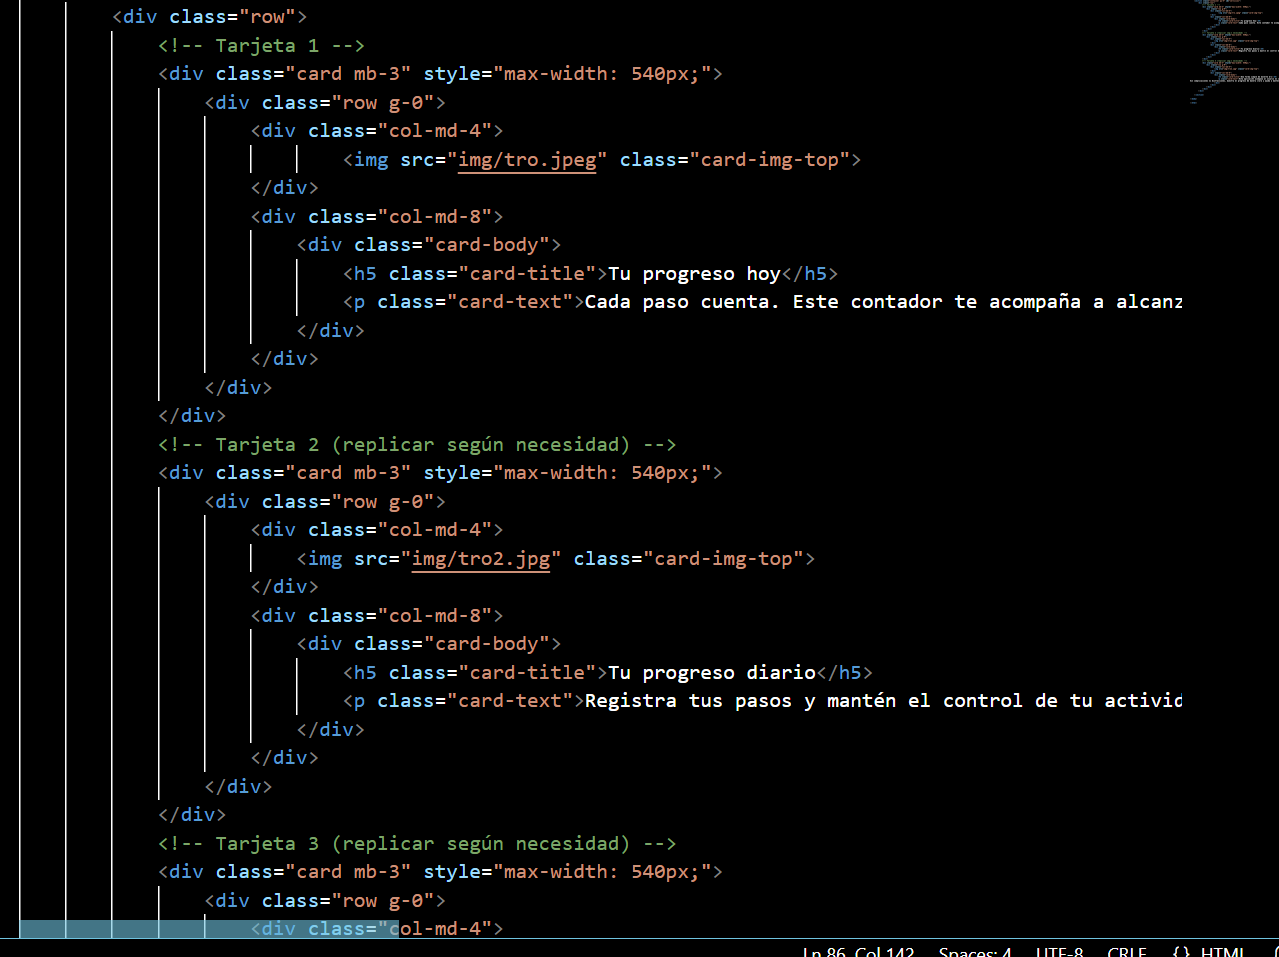 <div class="row">
<!-- Tarjeta 1 -->
<div class="card mb-3" style="max-width: 540px;">
<div class="row g-0">
<div class="col-md-4">
<img src="img/tro.jpeg" class="card-img-top">
</div>
<div class="col-md-8">
<div class="card-body">
<h5 class="card-title">Tu progreso hoy</h5>
<p class="card-text">Cada paso cuenta. Este contador te acompaña a alcanz
</div>
</div>
</div>
</div>
<!-- Tarjeta 2 (replicar según necesidad) -->
<div class="card mb-3" style="max-width: 540px;">
<div class="row g-0">
<div class="col-md-4">
<img src="img/tro2.jpg" class="card-img-top">
</div>
<div class="col-md-8">
<div class="card-body">
<h5 class="card-title">Tu progreso diario</h5>
<p class="card-text">Registra tus pasos y mantén el control de tu activid
</div>
</div>
</div>
</div>
<!-- Tarjeta 3 (replicar según necesidad) -->
<div class="card mb-3" style="max-width: 540px;">
<div class="row g-0">
<div class="col-md-4">
Ln 86, Col 142 Spaces: 4 UTF-8 CRLF {} HTML